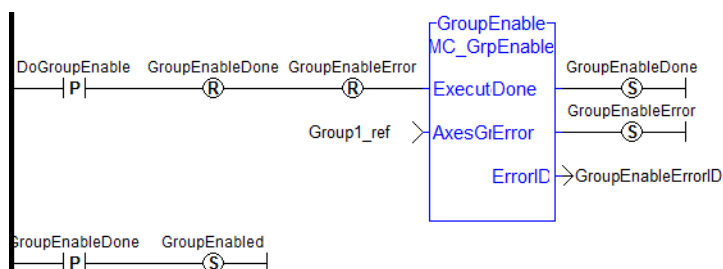 GroupEnable
MC_GrpEnable
DoGroupEnable GroupEnableDone GroupEnableError GroupEnableDone
P R R ExecutDone S
GroupEnableError
Group1_ref AxesGrError S
ErrorID GroupEnableErrorID
GroupEnableDone GroupEnabled
P S